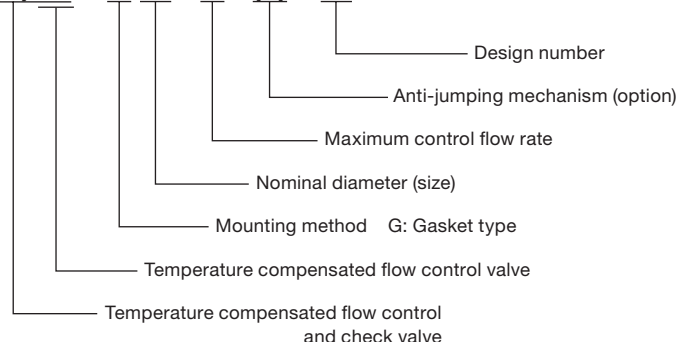 Design number
Anti-jumping mechanism (option)
Maximum control flow rate
Nominal diameter (size)
Mounting method G: Gasket type
Temperature compensated flow control valve
Temperature compensated flow control
and check valve